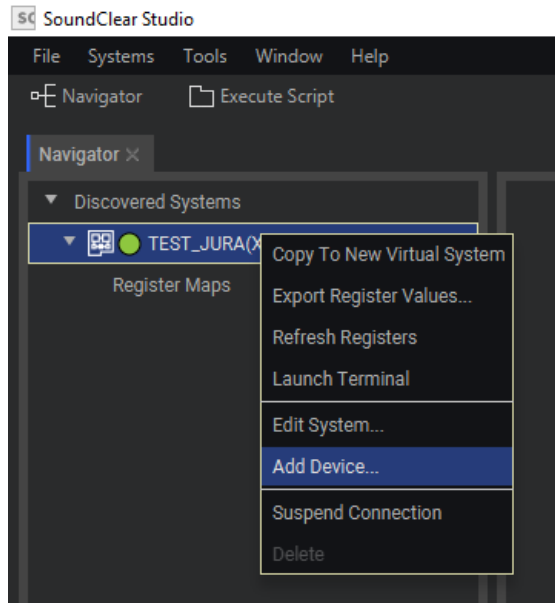 SC SoundClear Studio
File Systems Tools Window Help
Navigator Execute Script
Navigator
Discovered Systems
TEST_JURA(X
Register Maps
Copy To New Virtual System
Export Register Values...
Refresh Registers
Launch Terminal
Edit System...
Add Device...
Suspend Connection
Delete